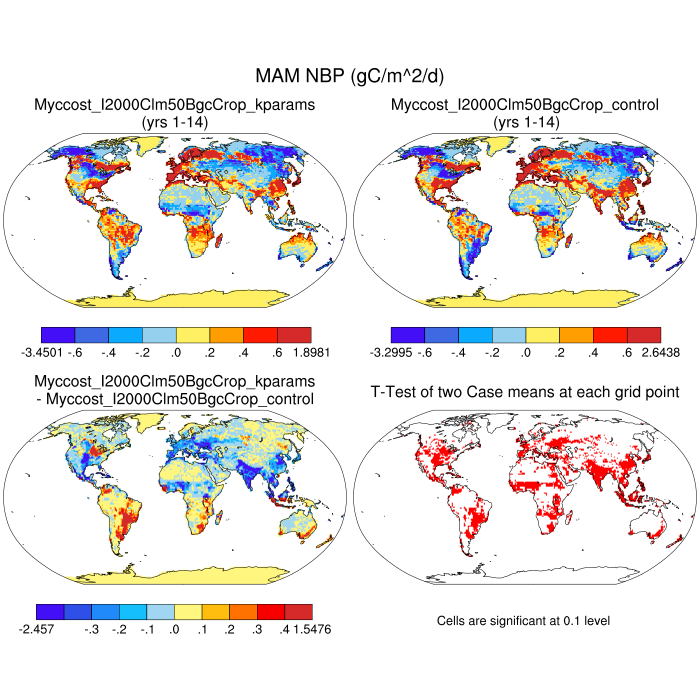 MAM NBP (gC/m^2/d)
Myccost_I2000Clm50BgcCrop_kparams
(yrs 1-14)
Myccost_I2000Clm50BgcCrop_control
(yrs 1-14)
-3.4501 -.6 -.4 -.2 .0 .2 .4 .6 1.8981
-3.2995 -.6 -.4 -.2 .0 .2 .4 .6 2.6438
Myccost_I2000Clm50BgcCrop_kparams
- Myccost_I2000Clm50BgcCrop_control
T-Test of two Case means at each grid point
-2.457 -.3 -.2 -.1 .0 .1 .2 .3 .4 1.5476
Cells are significant at 0.1 level